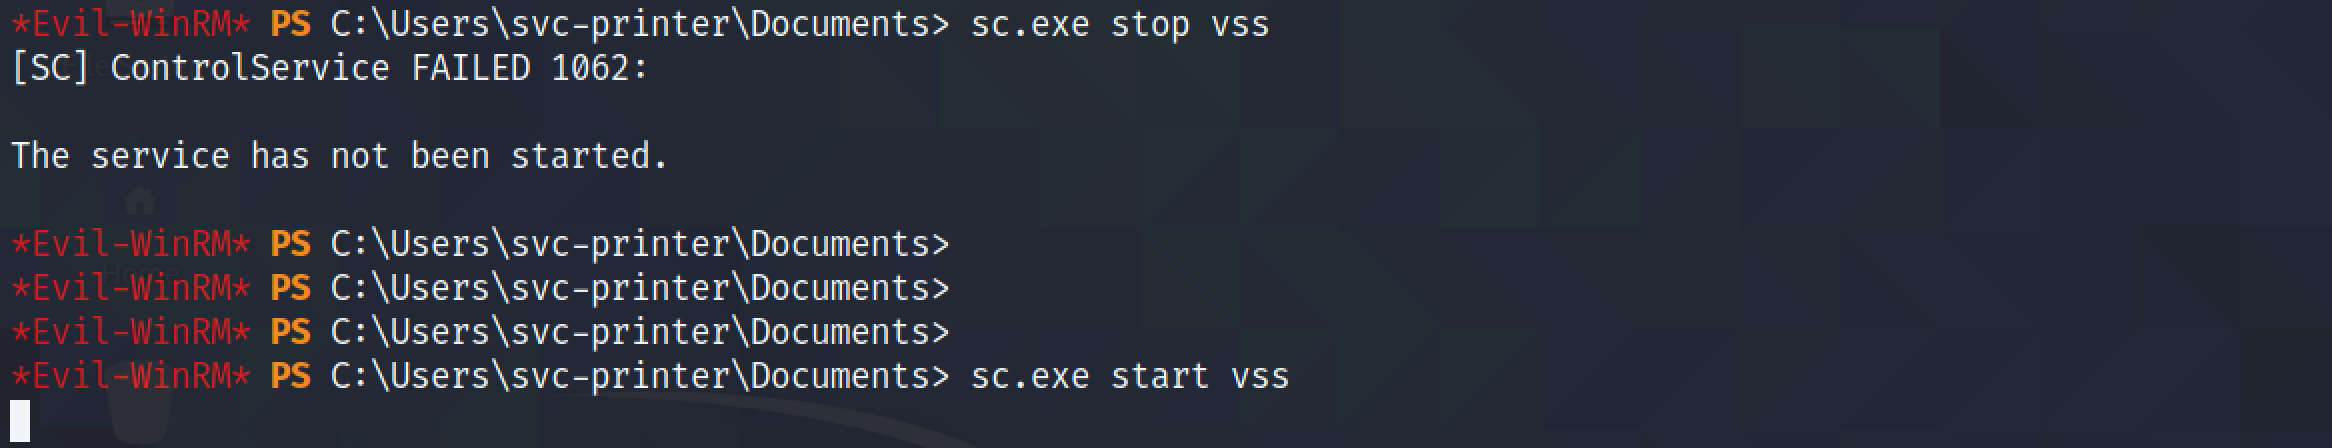 *Evil-WinRM* PS C:\Users\svc-printer\Documents> sc.exe stop vss
[SC] ControlService FAILED 1062:
The service has not been started.
*Evil-WinRM* PS C:\Users\svc-printer\Documents>
*Evil-WinRM* PS C:\Users\svc-printer\Documents>
*Evil-WinRM* PS C:\Users\svc-printer\Documents>
*Evil-WinRM* PS C:\Users\svc-printer\Documents> sc.exe start vss
Home